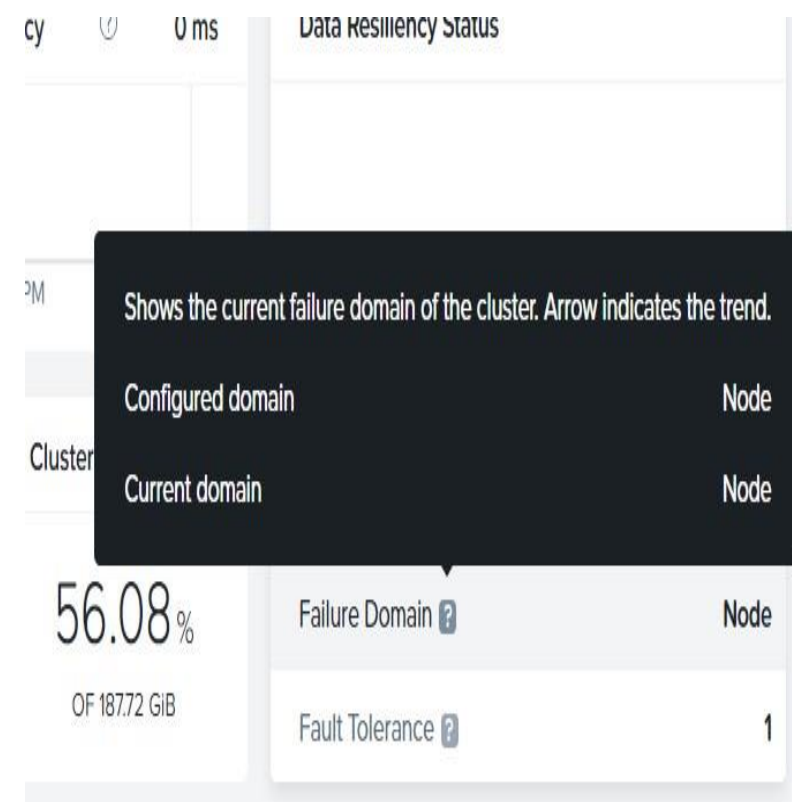 cy ? 0 ms
Data Resiliency Status
PM
Shows the current failure domain of the cluster. Arrow indicates the trend.
Configured domain Node
Current domain Node
Cluster
56.08 %
OF 187.72 GiB
Failure Domain ? Node
Fault Tolerance ? 1